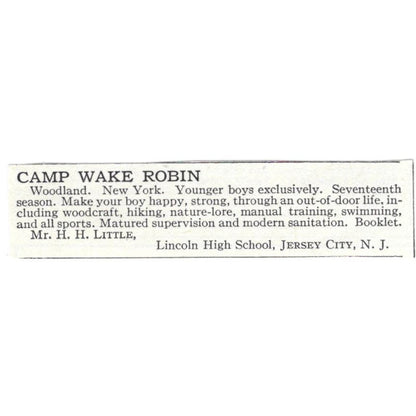 CAMP WAKE ROBIN
Woodland. New York. Younger boys exclusively. Seventeenth
season. Make your boy happy, strong, through an out-of-door life, in-
cluding woodcraft, hiking, nature-lore, manual training, swimming,
and all sports. Matured supervision and modern sanitation. Booklet.
Mr. H. H. LITTLE,
Lincoln High School, JERSEY CITY, N. J.